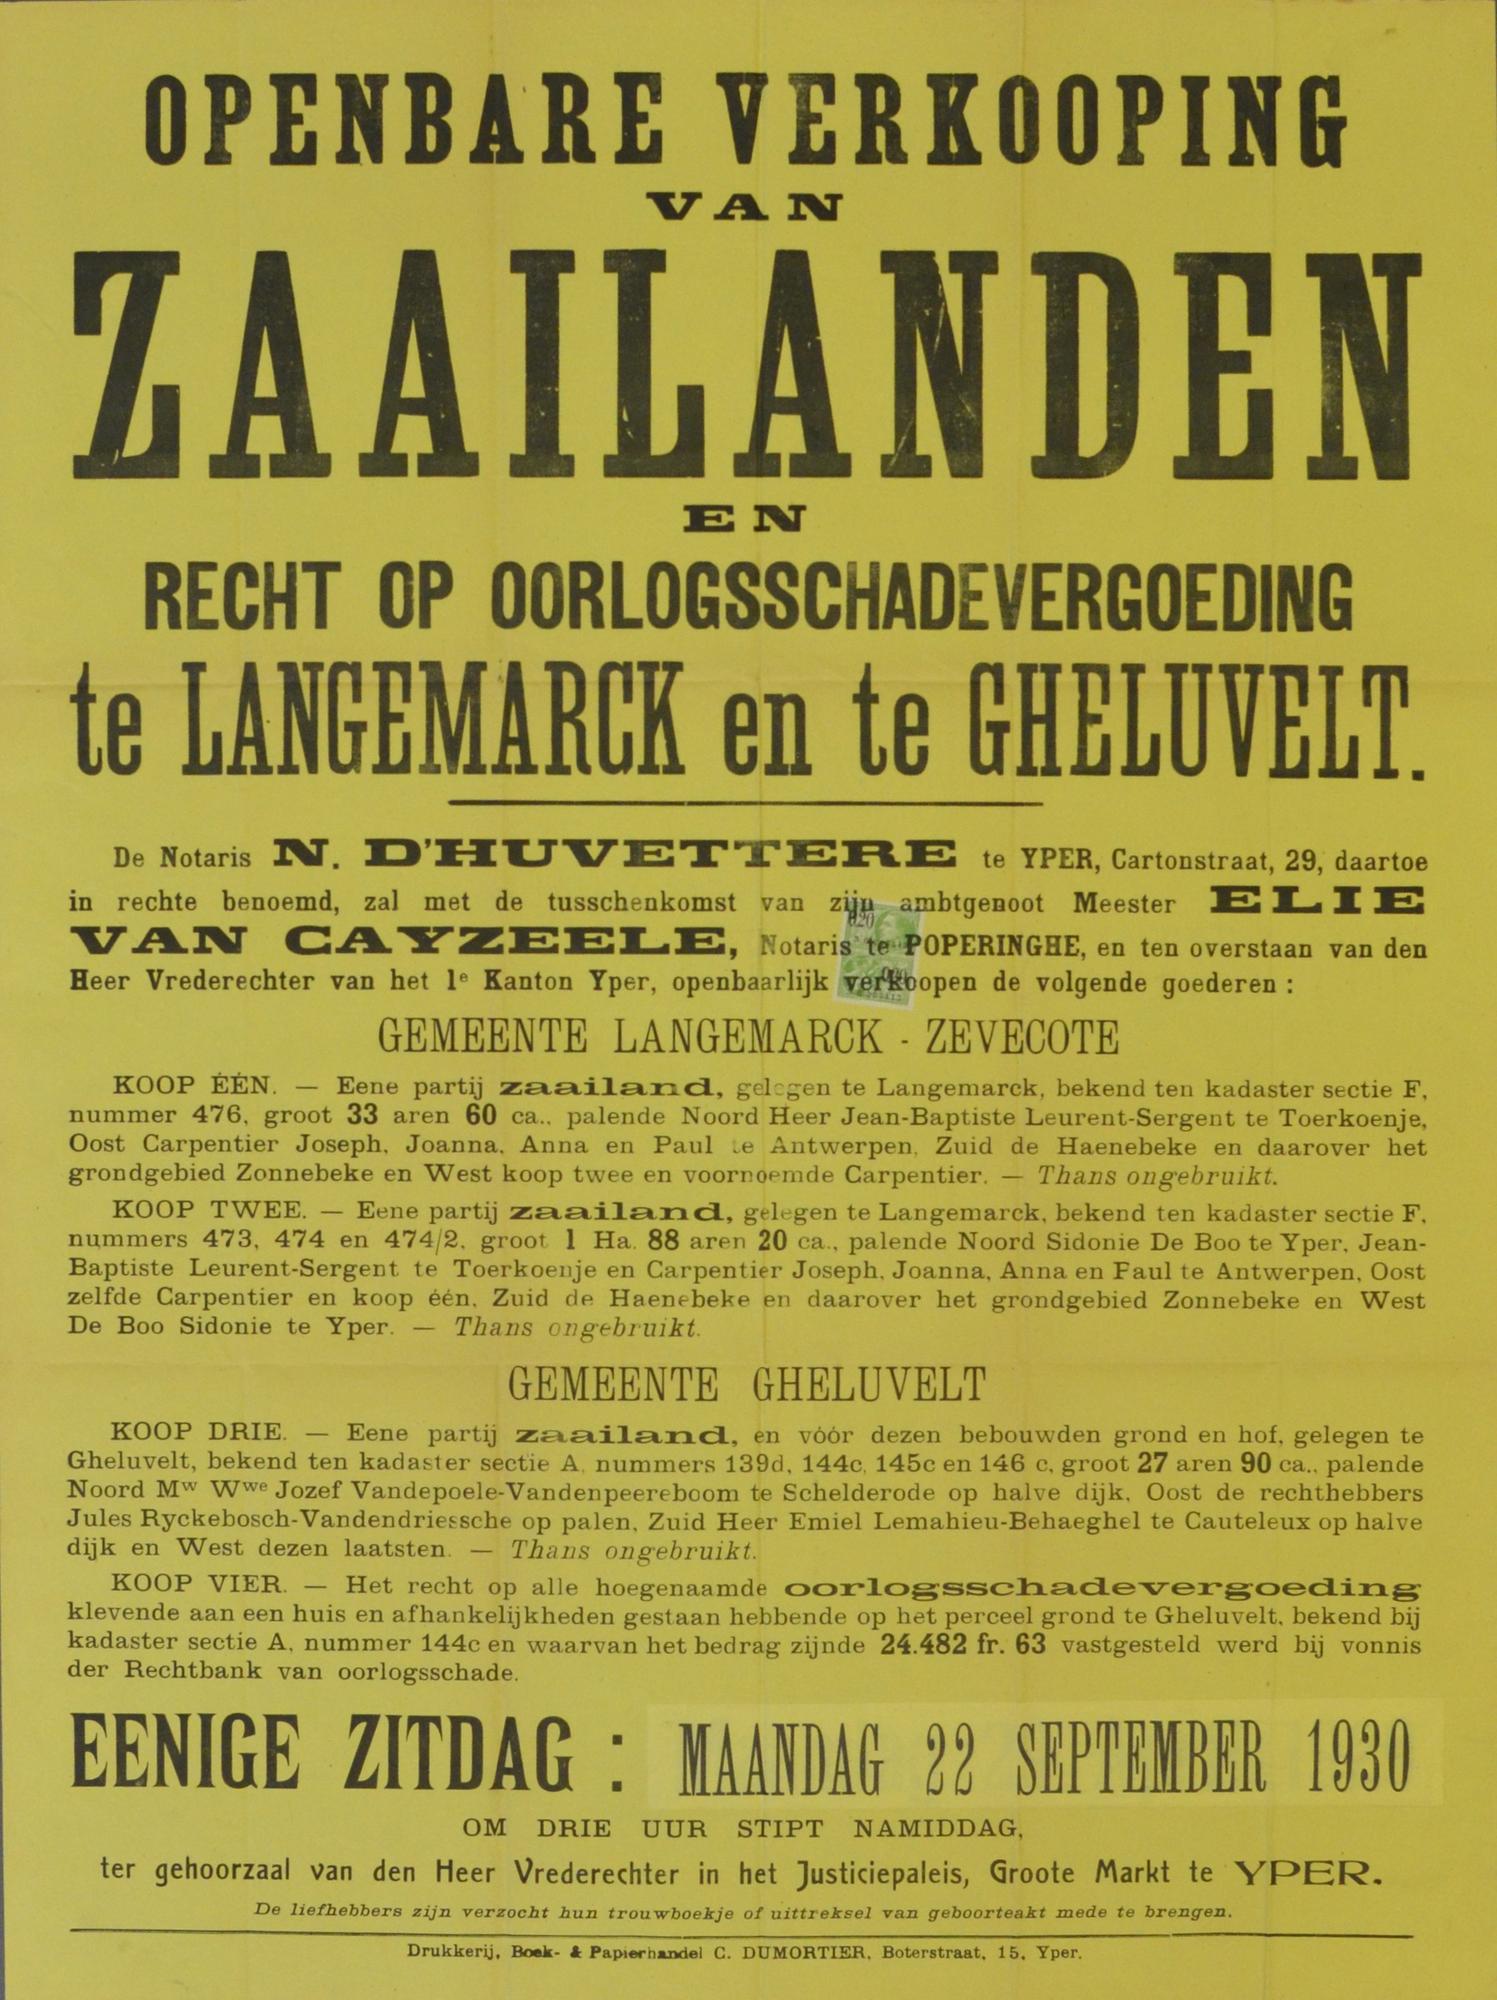 OPENBARE VERKOOPING
VAN
ZAAILANDEN
EN
RECHT OP OORLOGSSCHADEVERGOEDING
te LANGEMARCK en te GHELUVELT.
De Notaris N. D'HUVETTERE te YPER, Cartonstraat, 29, daartoe
in rechte benoemd, zal met de tusschenkomst van zijn ambtgenoot Meester ELIE
VAN CAYZEELE, Notaris te POPERINGHE, en ten overstaan van den
Heer Vrederechter van het 1e Kanton Yper, openbaarlijk verkoopen de volgende goederen :
GEMEENTE LANGEMARCK - ZEVECOTE
KOOP ÉÉN. — Eene partij zaailand, gelegen te Langemarck, bekend ten kadaster sectie F,
nummer 476, groot 33 aren 60 ca., palende Noord Heer Jean-Baptiste Leurent-Sergent te Toerkoenje,
Oost Carpentier Joseph, Joanna, Anna en Paul te Antwerpen, Zuid de Haenebeke en daarover het
grondgebied Zonnebeke en West koop twee en voornoemde Carpentier. — Thans ongebruikt.
KOOP TWEE. — Eene partij zaailand, gelegen te Langemarck, bekend ten kadaster sectie F,
nummers 473, 474 en 474/2, groot 1 Ha. 88 aren 20 ca., palende Noord Sidonie De Boo te Yper, Jean-
Baptiste Leurent-Sergent te Toerkoenje en Carpentier Joseph, Joanna, Anna en Paul te Antwerpen, Oost
zelfde Carpentier en koop één, Zuid de Haenebeke en daarover het grondgebied Zonnebeke en West
De Boo Sidonie te Yper. — Thans ongebruikt.
GEMEENTE GHELUVELT
KOOP DRIE. — Eene partij zaailand, en vóór dezen bebouwden grond en hof, gelegen te
Gheluvelt, bekend ten kadaster sectie A, nummers 139d, 144c, 145c en 146 c, groot 27 aren 90 ca., palende
Noord Mw Wwe Jozef Vandepoele-Vandenpeereboom te Schelderode op halve dijk, Oost de rechthebbers
Jules Ryckebosch-Vandendriessche op palen, Zuid Heer Emiel Lemahieu-Behaeghel te Cauteleux op halve
dijk en West dezen laatsten. — Thans ongebruikt.
KOOP VIER. — Het recht op alle hoegenaamde oorlogsschadevergoeding
klevende aan een huis en afhankelijkheden gestaan hebbende op het perceel grond te Gheluvelt, bekend bij
kadaster sectie A, nummer 144c en waarvan het bedrag zijnde 24.482 fr. 63 vastgesteld werd bij vonnis
der Rechtbank van oorlogsschade.
EENIGE ZITDAG : MAANDAG 22 SEPTEMBER 1930
OM DRIE UUR STIPT NAMIDDAG,
ter gehoorzaal van den Heer Vrederechter in het Justiciepaleis, Groote Markt te YPER.
De liefhebbers zijn verzocht hun trouwboekje of uittreksel van geboorteakt mede te brengen.
Drukkerij, Boek- & Papierhandel C. DUMORTIER, Boterstraat, 15, Yper.